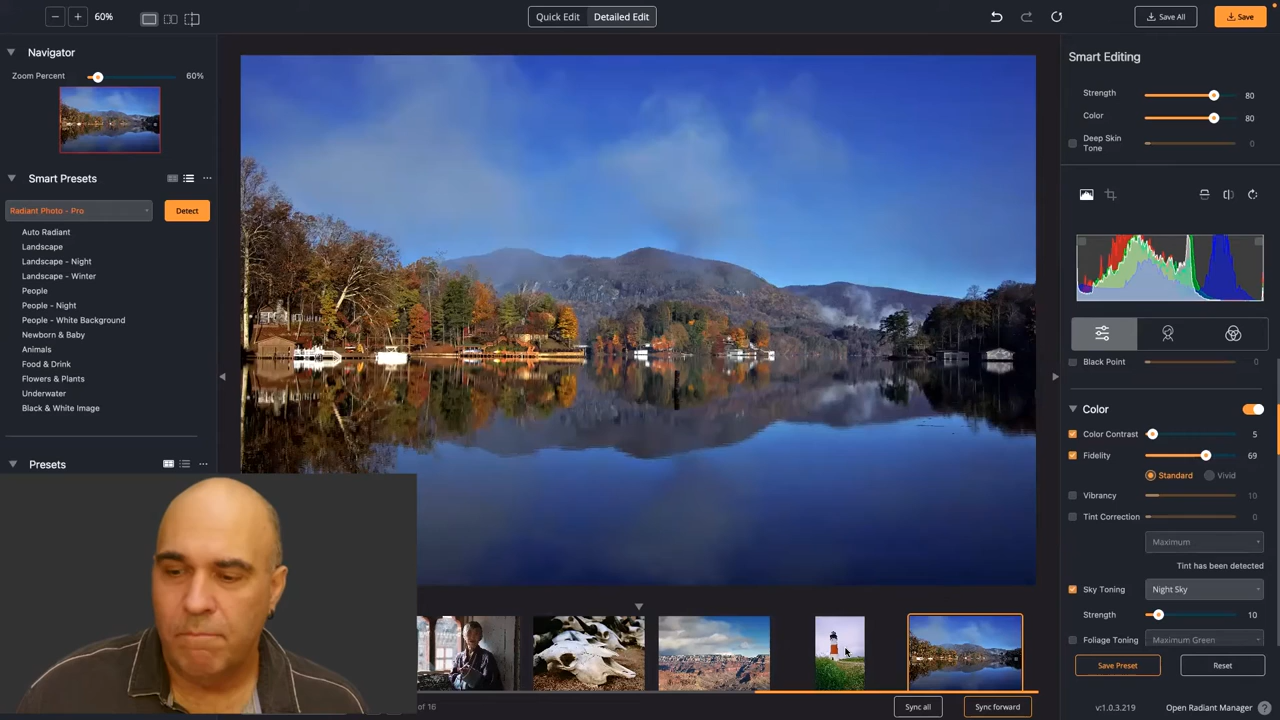 60%
Quick Edit
Detailed Edit
Save All
Save
Navigator
Zoom Percent
60%
Smart Presets
Radiant Photo - Pro
Detect
Auto Radiant
Landscape
Landscape - Night
Landscape - Winter
People
People - Night
People - White Background
Newborn & Baby
Animals
Food & Drink
Flowers & Plants
Underwater
Black & White Image
Presets
Smart Editing
Strength
80
Color
80
Deep Skin
Tone
0
Black Point
0
Color
Color Contrast
5
Fidelity
69
Standard
Vivid
Vibrancy
10
Tint Correction
0
Maximum
Tint has been detected
Sky Toning
Night Sky
Strength
10
Foliage Toning
Maximum Green
Save Preset
Reset
of 16
Sync all
Sync forward
v:1.0.3.219
Open Radiant Manager
?